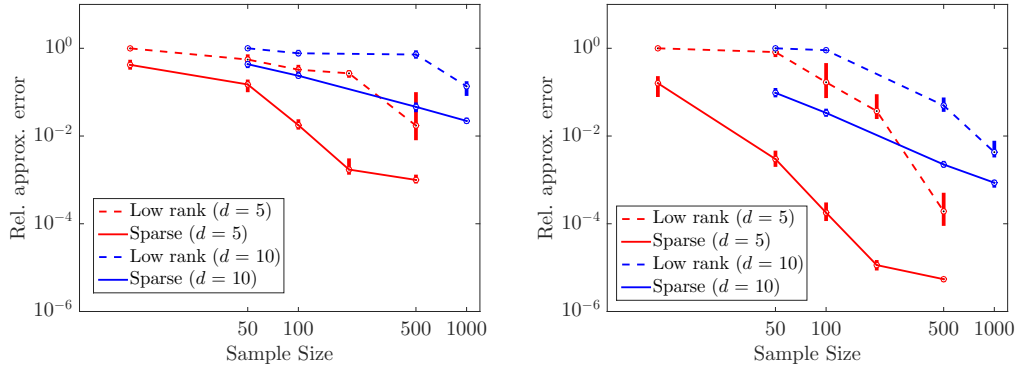 Rel. approx. error
10^0
10^-2
10^-4
10^-6
Low rank (d = 5)
Sparse (d = 5)
Low rank (d = 10)
Sparse (d = 10)
50 100 500 1000
Sample Size
Rel. approx. error
10^0
10^-2
10^-4
10^-6
Low rank (d = 5)
Sparse (d = 5)
Low rank (d = 10)
Sparse (d = 10)
50 100 500 1000
Sample Size